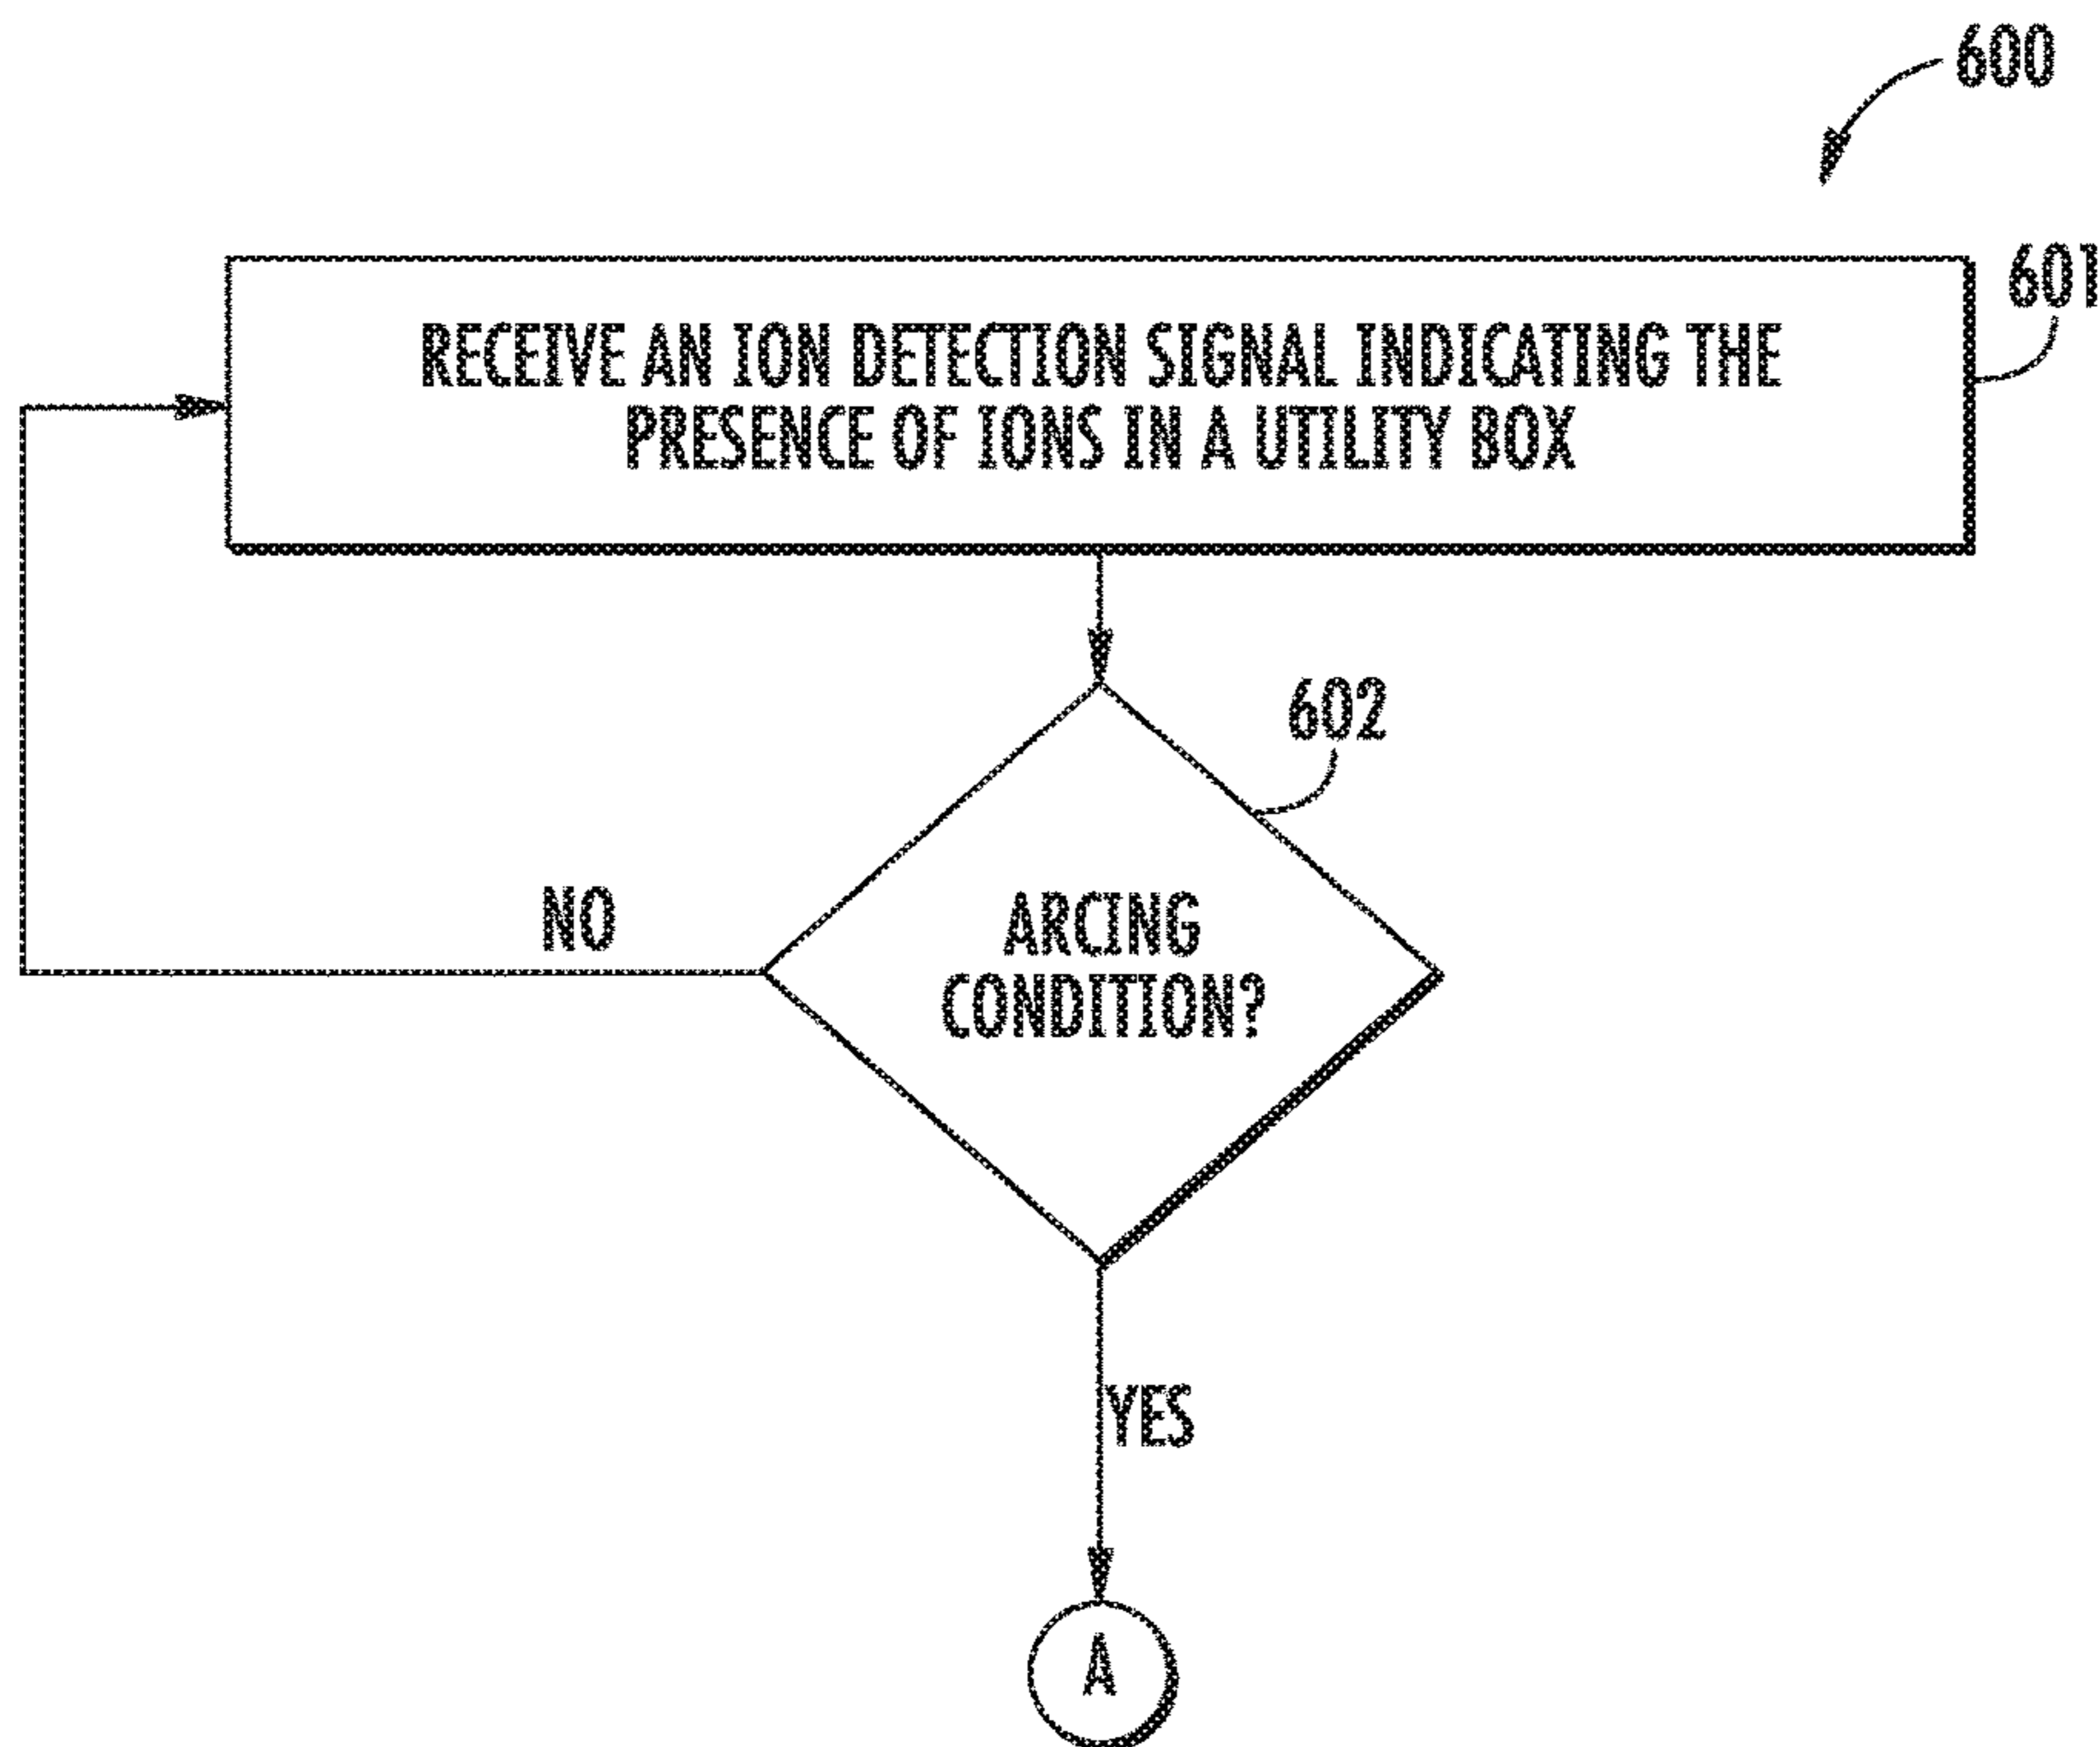 600
601
RECEIVE AN ION DETECTION SIGNAL INDICATING THE
PRESENCE OF IONS IN A UTILITY BOX
602
NO
ARCING
CONDITION?
YES
A